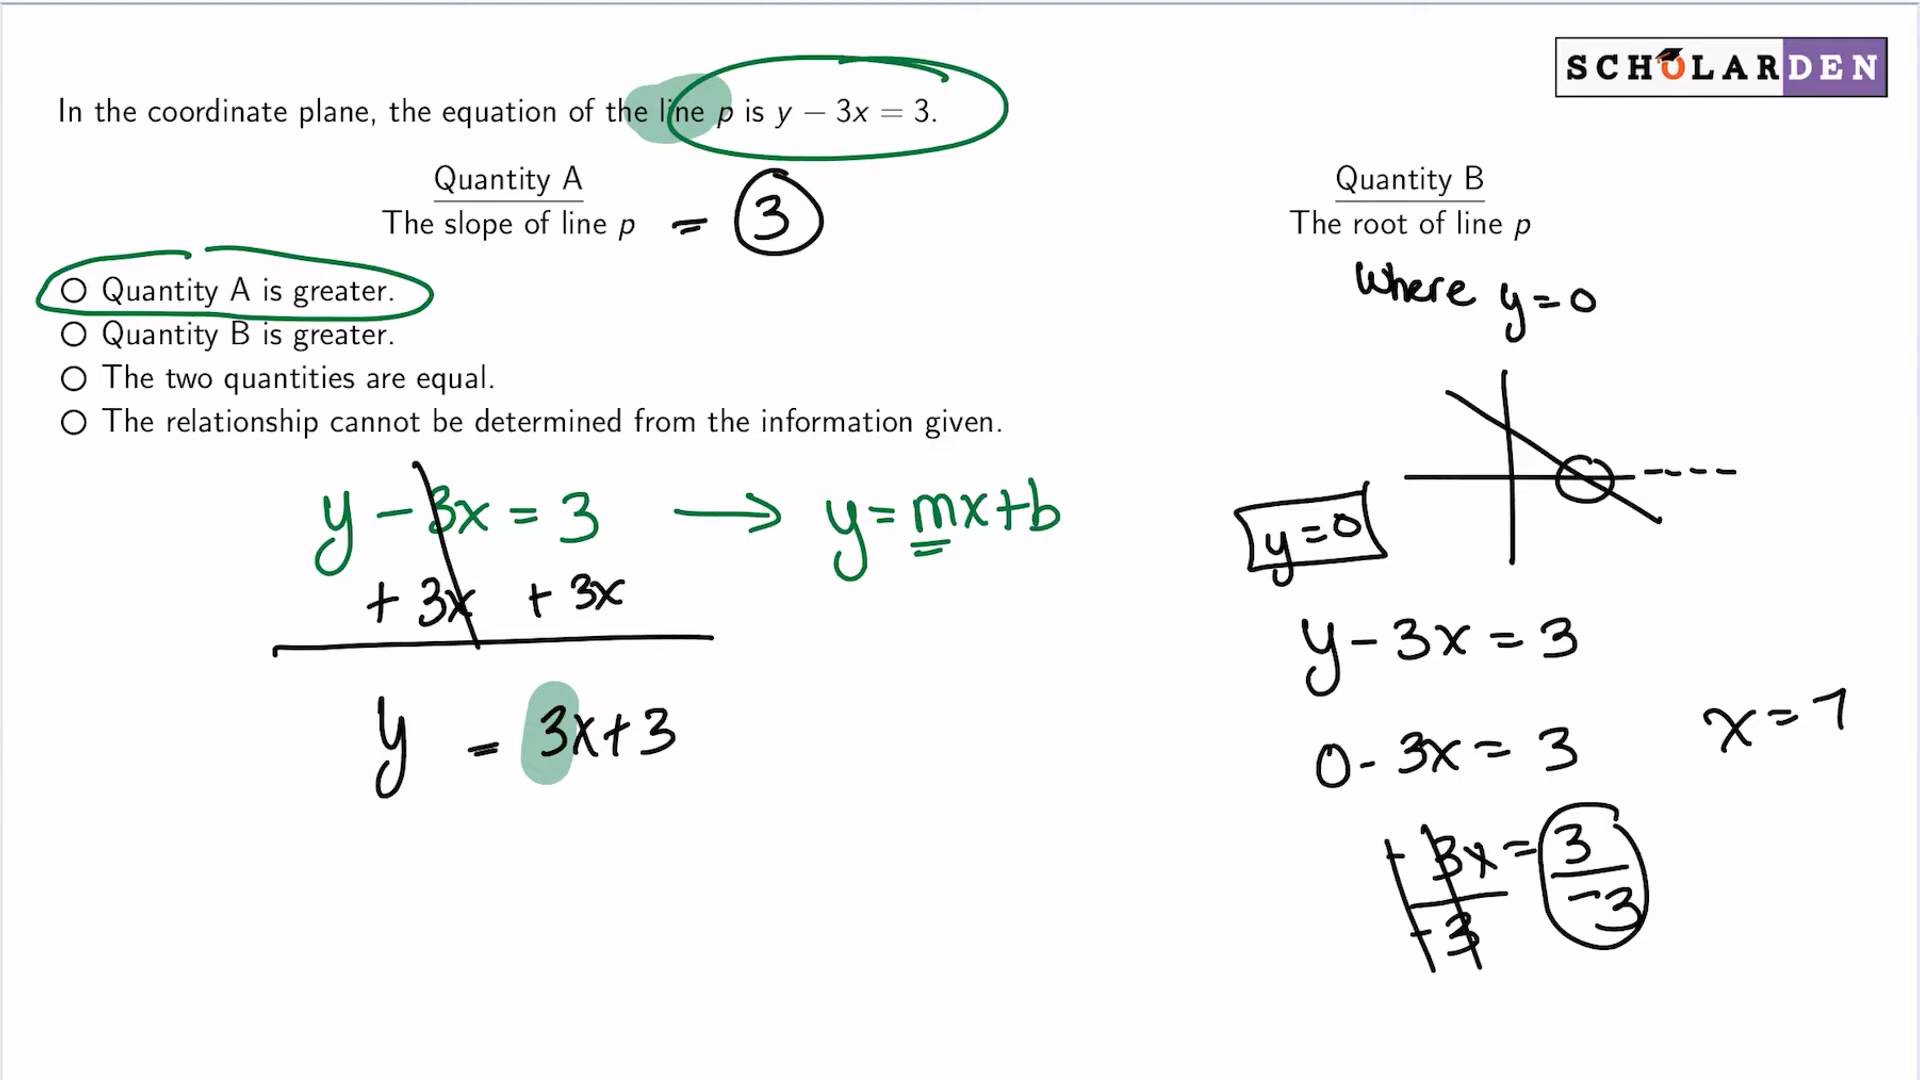 SCHOLARDEN
In the coordinate plane, the equation of the line p is y − 3x = 3.
Quantity A
The slope of line p = 3
Quantity B
The root of line p
Where y=0
○ Quantity A is greater.
○ Quantity B is greater.
○ The two quantities are equal.
○ The relationship cannot be determined from the information given.
y - 3x = 3 → y = mx+b
+ 3x + 3x
y = 3x+3
y=0
y - 3x = 3
0 - 3x = 3
-3x = 3
-3 -3
x =